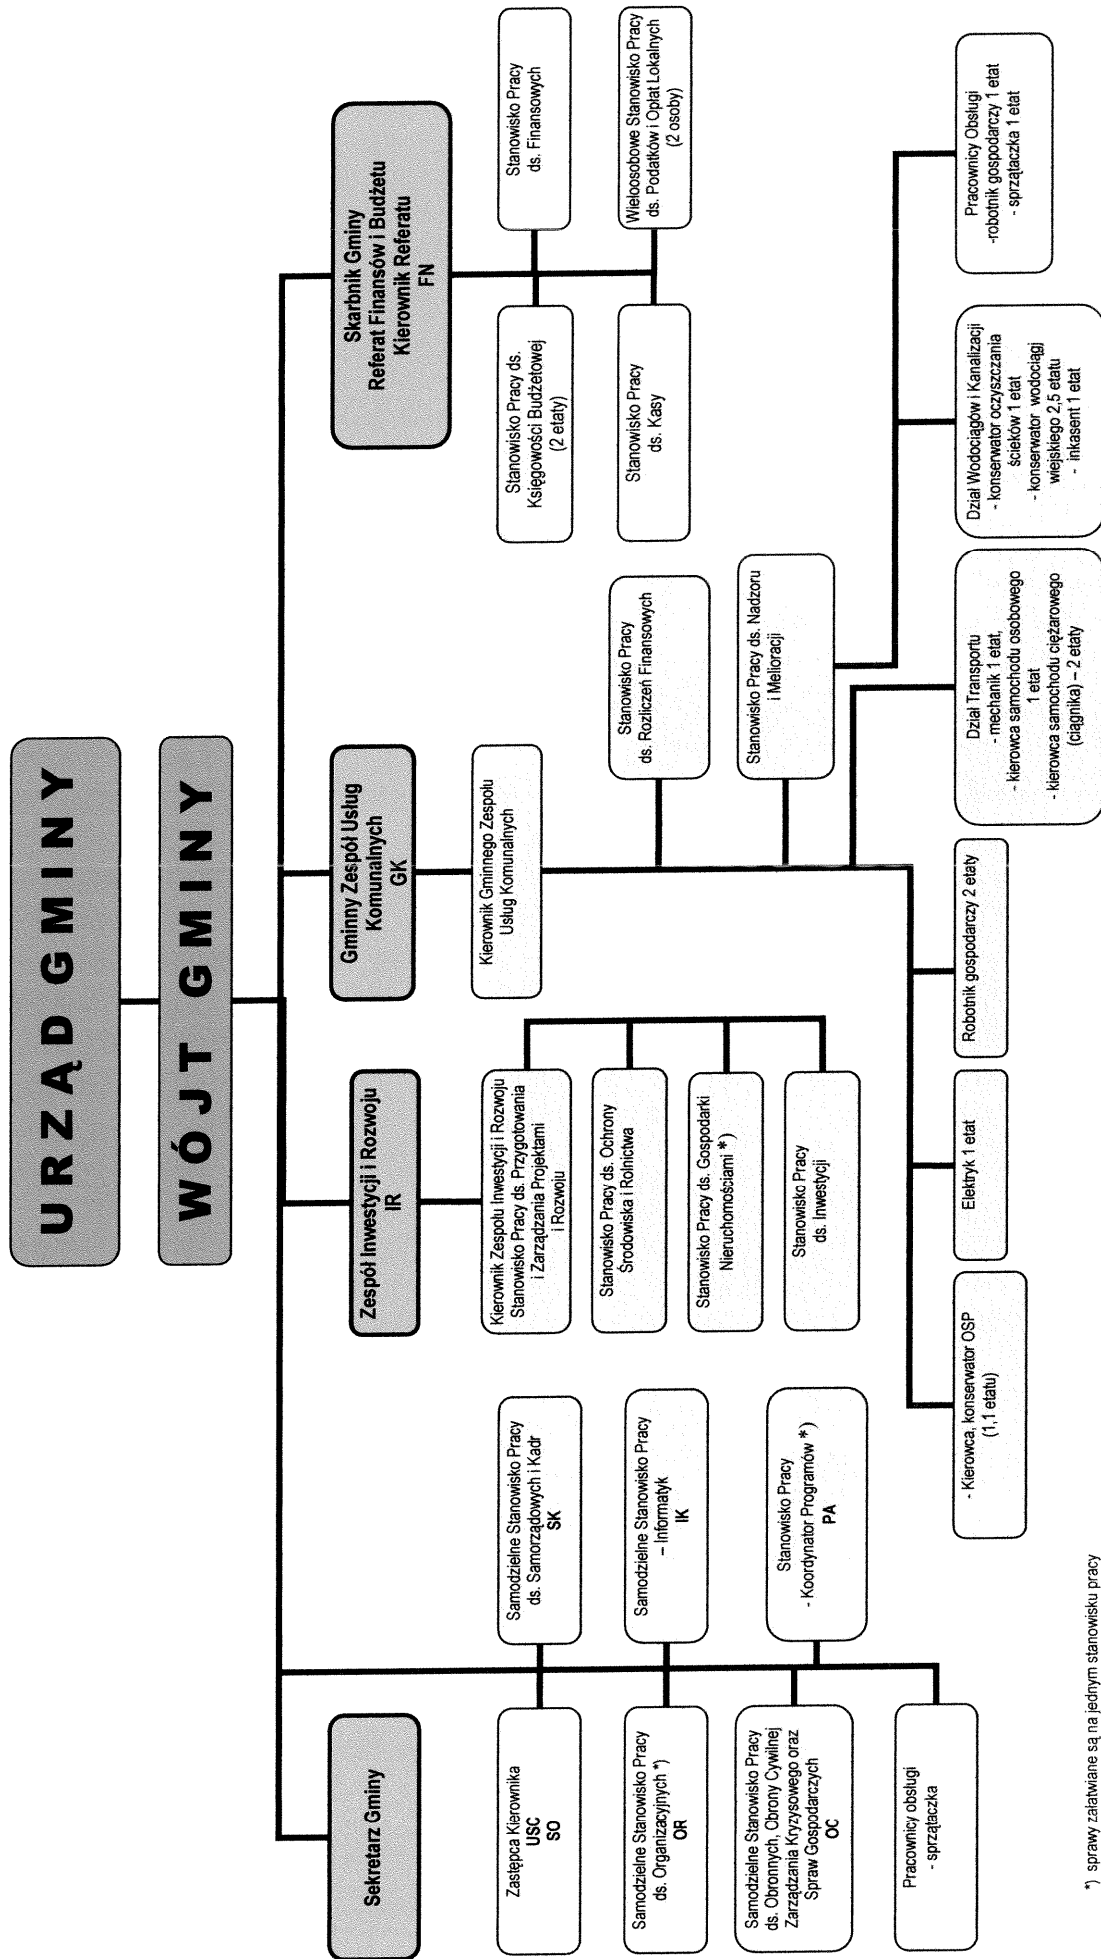 URZĄD GMINY
WÓJT GMINY
Sekretarz Gminy
Zastępca Kierownika
USC
SO
Samodzielne Stanowisko Pracy
ds. Samorządowych i Kadr
SK
Samodzielne Stanowisko Pracy
ds. Organizacyjnych *)
OR
Samodzielne Stanowisko Pracy
– Informatyk
IK
Samodzielne Stanowisko Pracy
ds. Obronnych, Obrony Cywilnej
Zarządzania Kryzysowego oraz
Spraw Gospodarczych
OC
Stanowisko Pracy
- Koordynator Programów *)
PA
Pracownicy obsługi
- sprzątaczka
Zespół Inwestycji i Rozwoju
IR
Kierownik Zespołu Inwestycji i Rozwoju
Stanowisko Pracy ds. Przygotowania
i Zarządzania Projektami
i Rozwoju
Stanowisko Pracy ds. Ochrony
Środowiska i Rolnictwa
Stanowisko Pracy ds. Gospodarki
Nieruchomościami *)
Stanowisko Pracy
ds. Inwestycji
Gminny Zespół Usług
Komunalnych
GK
Kierownik Gminnego Zespołu
Usług Komunalnych
Stanowisko Pracy
ds. Rozliczeń Finansowych
Stanowisko Pracy ds. Nadzoru
i Melioracji
- Kierowca, konserwator OSP
(1,1 etatu)
Elektryk 1 etat
Robotnik gospodarczy 2 etaty
Dział Transportu
- mechanik 1 etat,
- kierowca samochodu osobowego
1 etat
- kierowca samochodu ciężarowego
(ciągnika) – 2 etaty
Dział Wodociągów i Kanalizacji
- konserwator oczyszczania
ścieków 1 etat
- konserwator wodociągj
wiejskiego 2,5 etatu
- inkasent 1 etat
Pracownicy Obsługi
-robotnik gospodarczy 1 etat
- sprzątaczka 1 etat
Skarbnik Gminy
Referat Finansów i Budżetu
Kierownik Referatu
FN
Stanowisko Pracy ds.
Księgowości Budżetowej
(2 etaty)
Stanowisko Pracy
ds. Finansowych
Stanowisko Pracy
ds. Kasy
Wieloosobowe Stanowisko Pracy
ds. Podatków i Opłat Lokalnych
(2 osoby)
*) sprawy załatwiane są na jednym stanowisku pracy